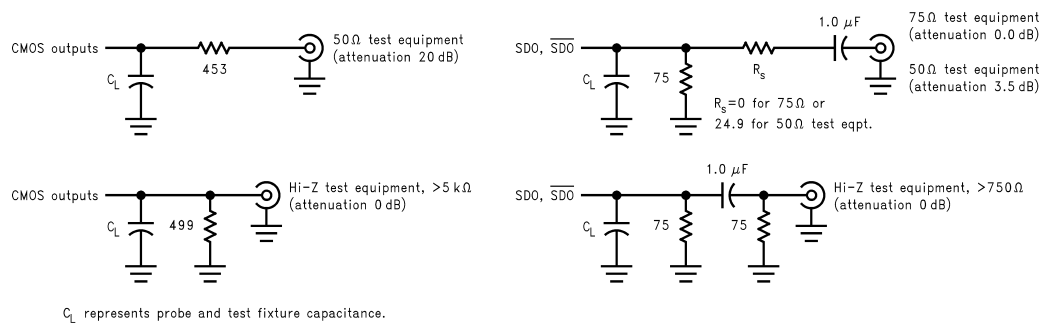 CMOS outputs
C_L
453
50Ω test equipment
(attenuation 20 dB)
SDO, S̅D̅O̅
C_L
75
R_s
1.0 μF
75Ω test equipment
(attenuation 0.0 dB)
50Ω test equipment
(attenuation 3.5 dB)
R_s=0 for 75Ω or
24.9 for 50Ω test eqpt.
CMOS outputs
C_L
499
Hi-Z test equipment, >5 kΩ
(attenuation 0 dB)
SDO, S̅D̅O̅
C_L
75
1.0 μF
75
Hi-Z test equipment, >750Ω
(attenuation 0 dB)
C_L represents probe and test fixture capacitance.